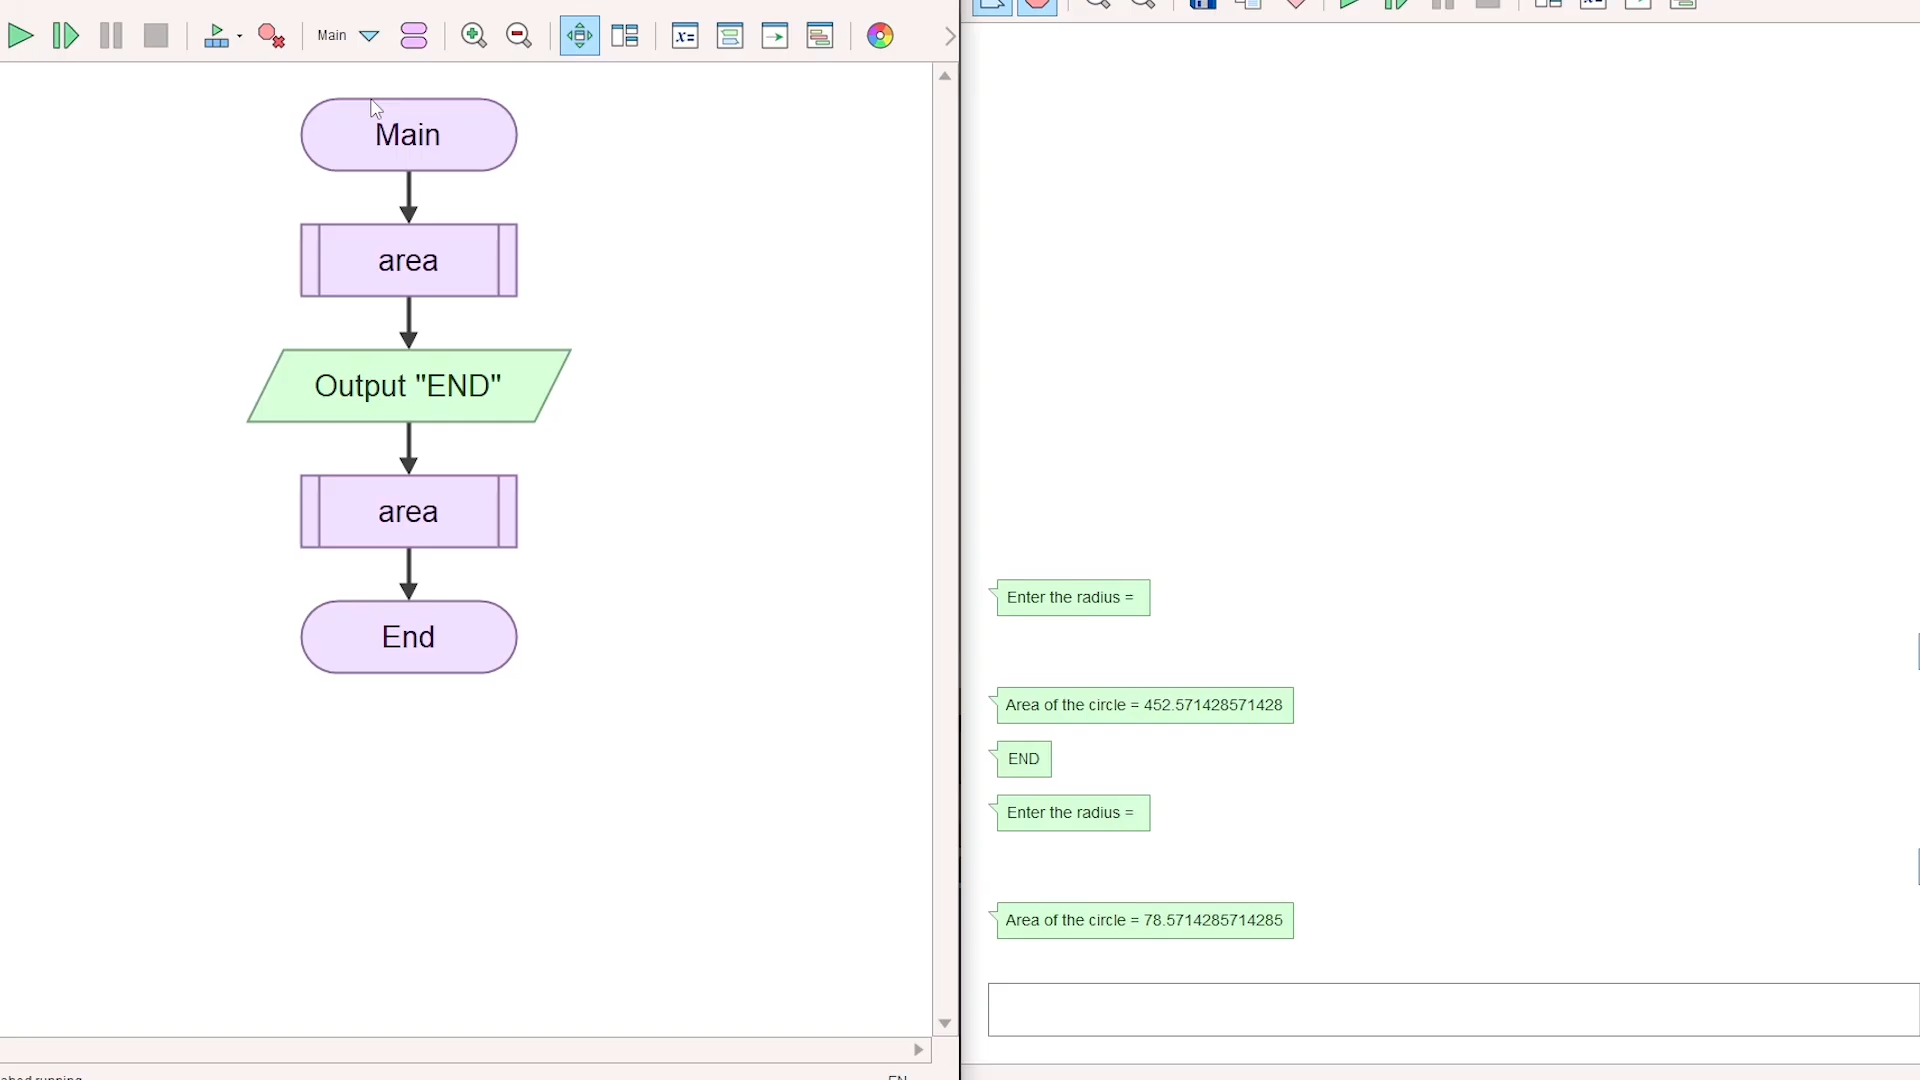 Main
x=
Main
area
Output "END"
area
End
Enter the radius =
Area of the circle = 452.571428571428
END
Enter the radius =
Area of the circle = 78.5714285714285